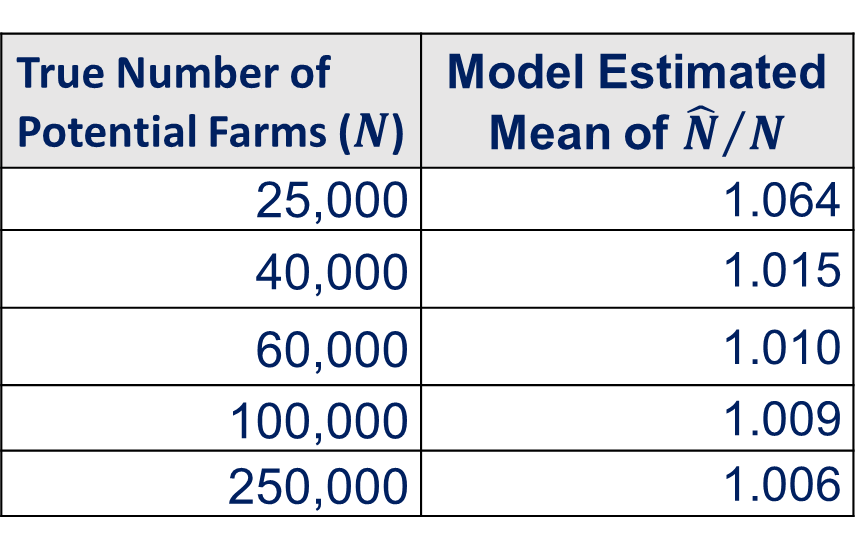 True Number of
Potential Farms (N)
Model Estimated
Mean of N̂/N
25,000 1.064
40,000 1.015
60,000 1.010
100,000 1.009
250,000 1.006